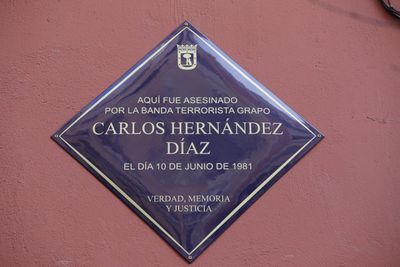 AQUÍ FUE ASESINADO
POR LA BANDA TERRORISTA GRAPO
CARLOS HERNÁNDEZ
DÍAZ
EL DÍA 10 DE JUNIO DE 1981
VERDAD, MEMORIA
Y JUSTICIA